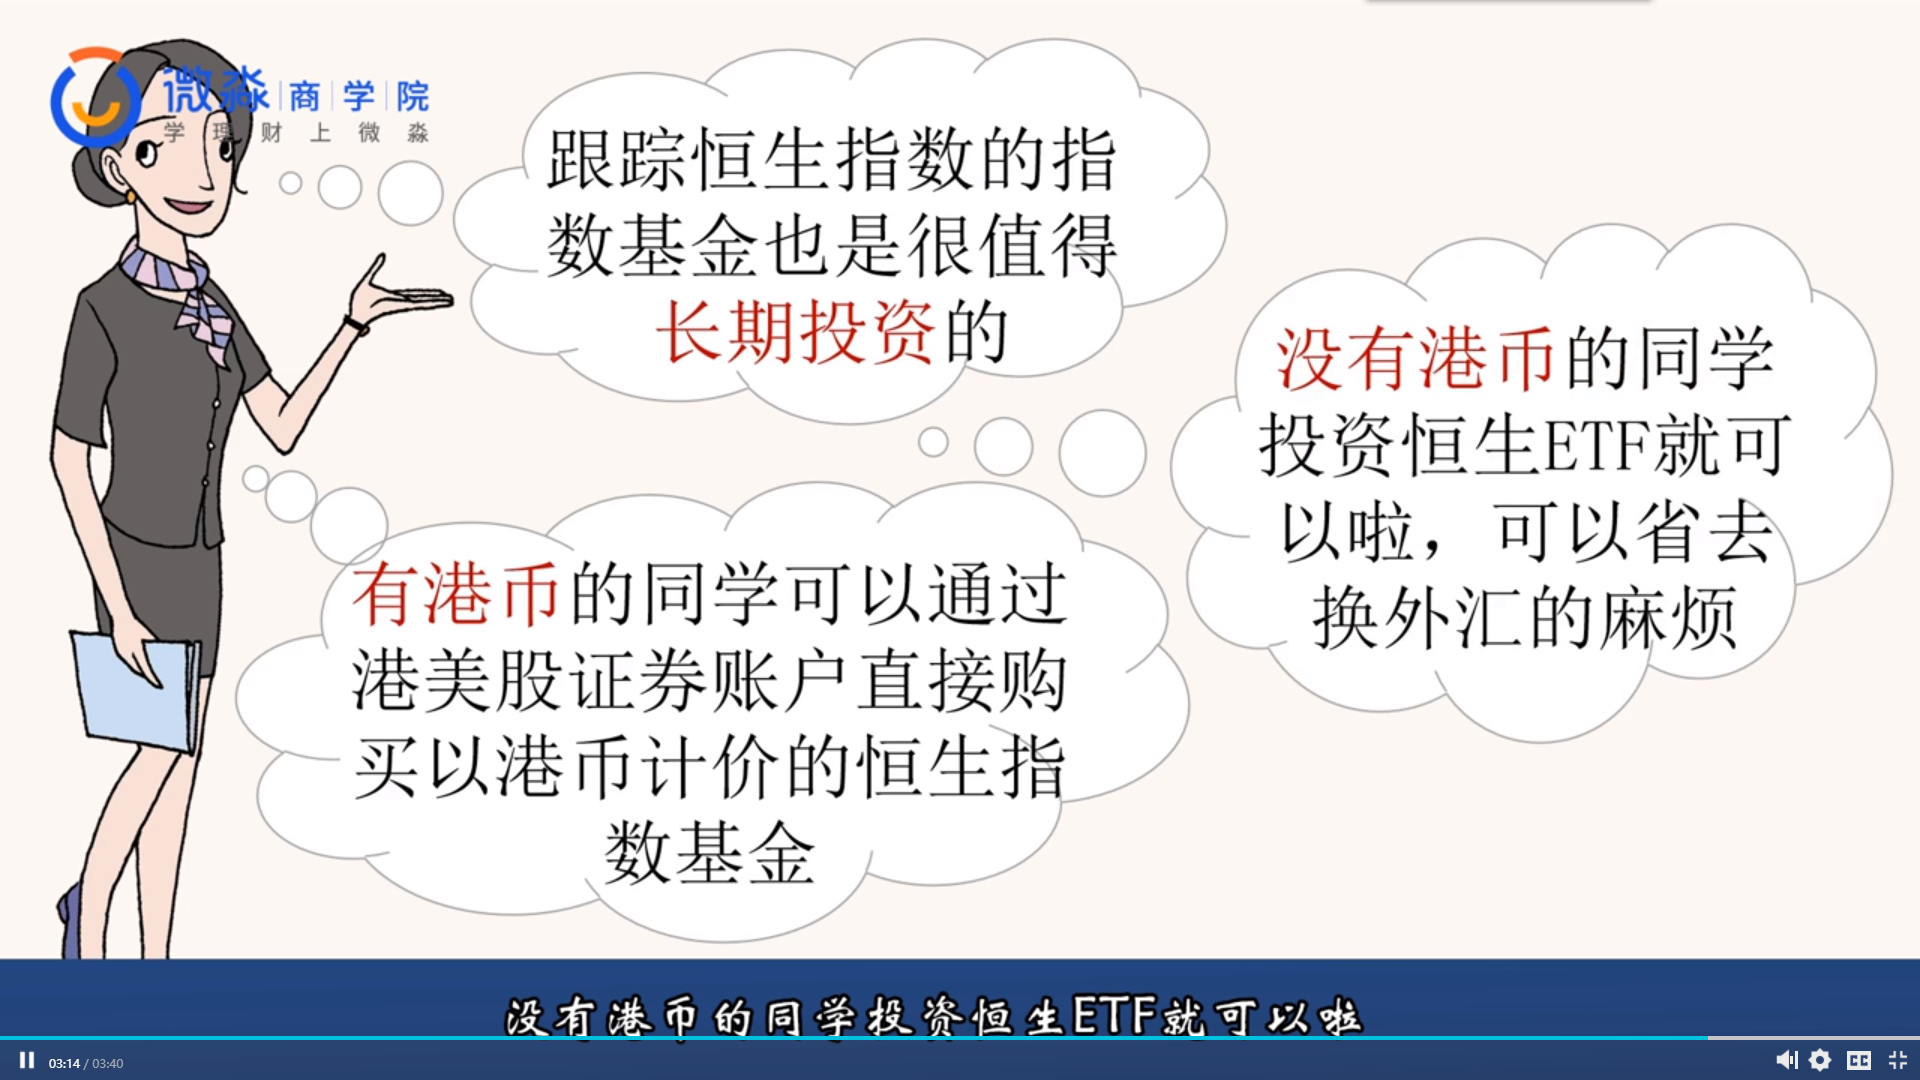 微淼商学院
学理财上微淼
跟踪恒生指数的指
数基金也是很值得
长期投资的
没有港币的同学
投资恒生ETF就可
以啦，可以省去
换外汇的麻烦
有港币的同学可以通过
港美股证券账户直接购
买以港币计价的恒生指
数基金
没有港币的同学投资恒生ETF就可以啦
03:14 / 03:40
CC